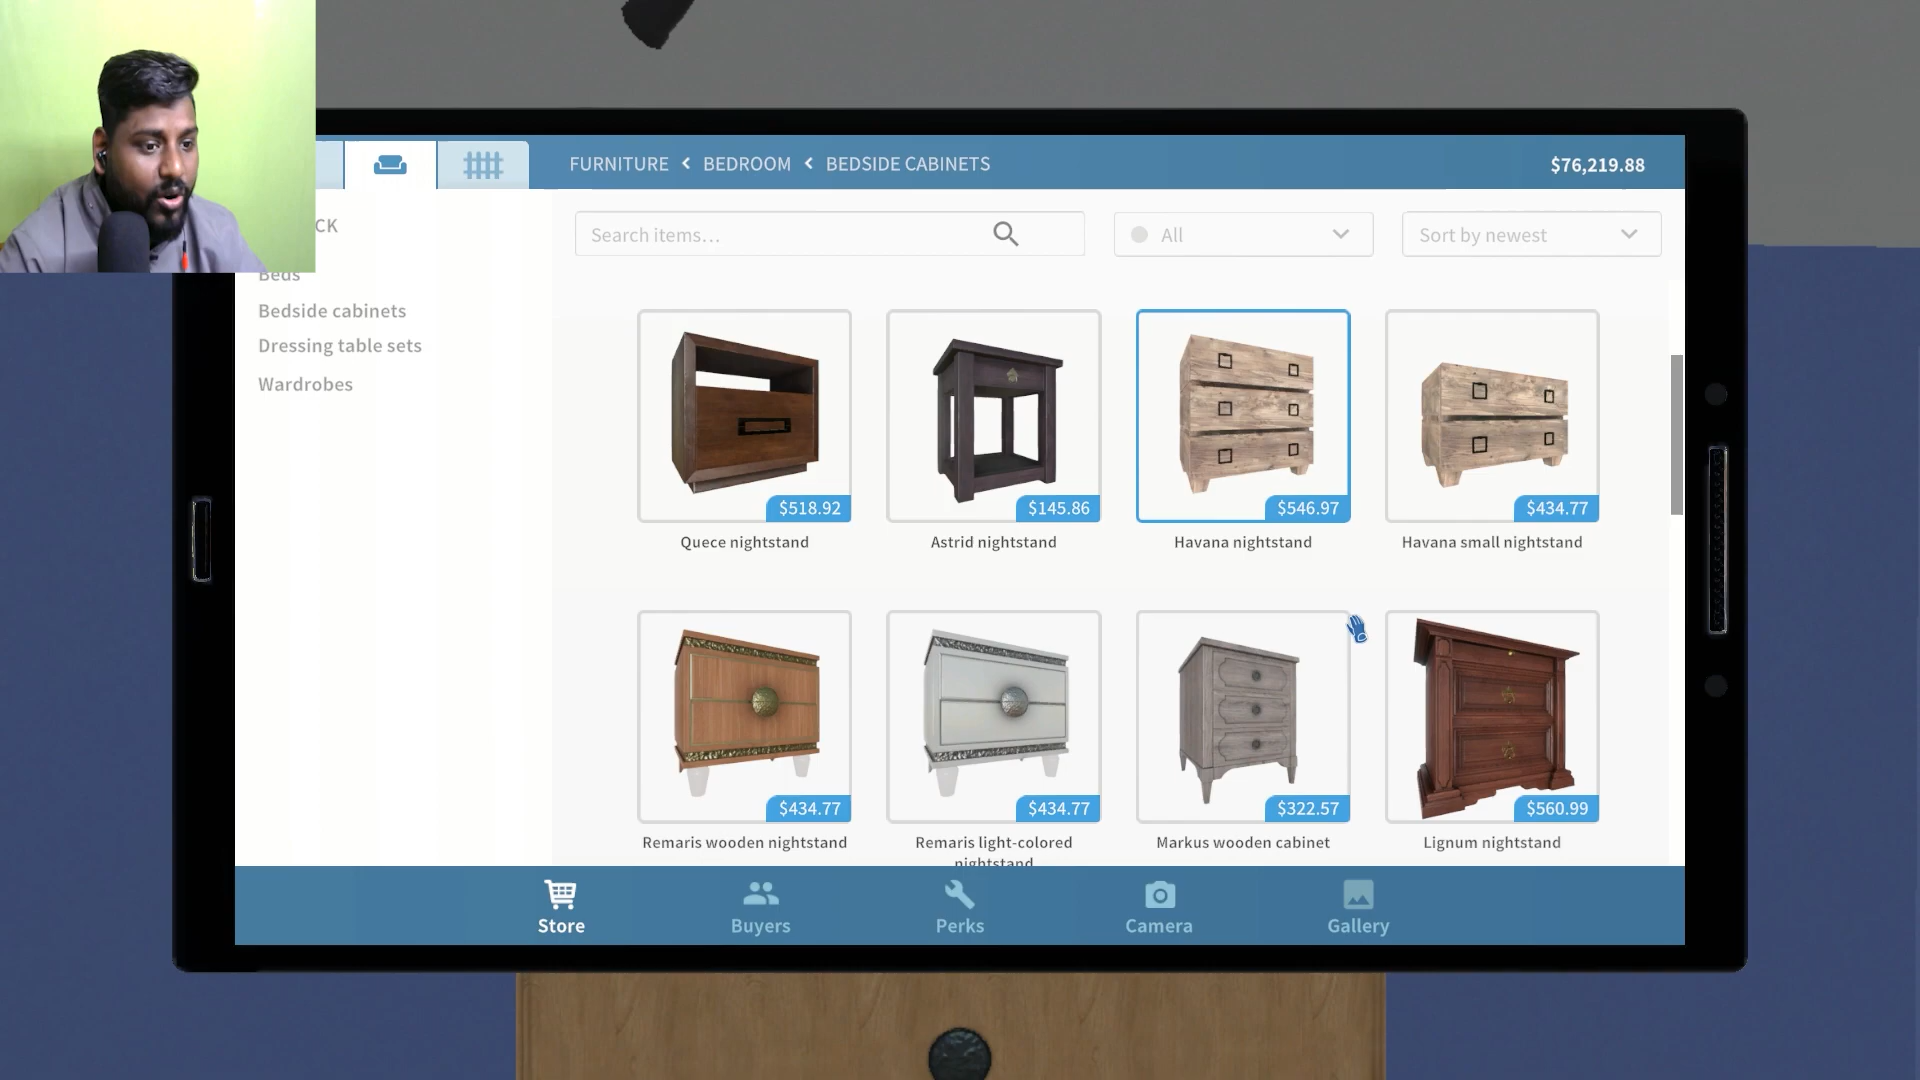 FURNITURE < BEDROOM < BEDSIDE CABINETS
$76,219.88
CK
Search items...
All
Sort by newest
Beds
Bedside cabinets
Dressing table sets
Wardrobes
$518.92
$145.86
$546.97
$434.77
Quece nightstand
Astrid nightstand
Havana nightstand
Havana small nightstand
$434.77
$434.77
$322.57
$560.99
Remaris wooden nightstand
Remaris light-colored
nightstand
Markus wooden cabinet
Lignum nightstand
Store
Buyers
Perks
Camera
Gallery